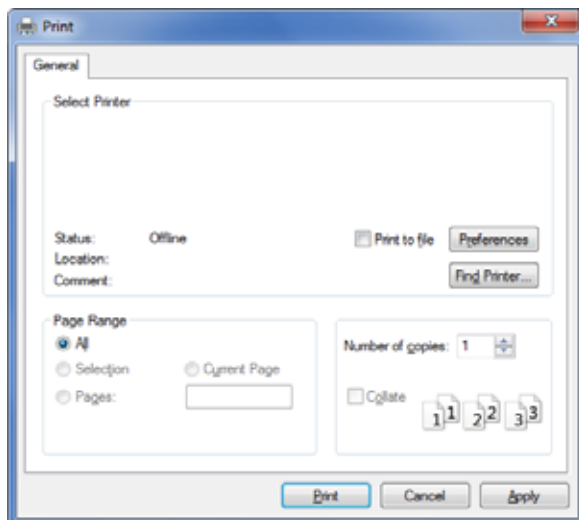 Print
General
Select Printer
Status: Offline
Print to file
Preferences
Location:
Comment:
Find Printer...
Page Range
All
Selection
Current Page
Pages:
Number of copies: 1
Collate
1 1 2 2 3 3
Print
Cancel
Apply